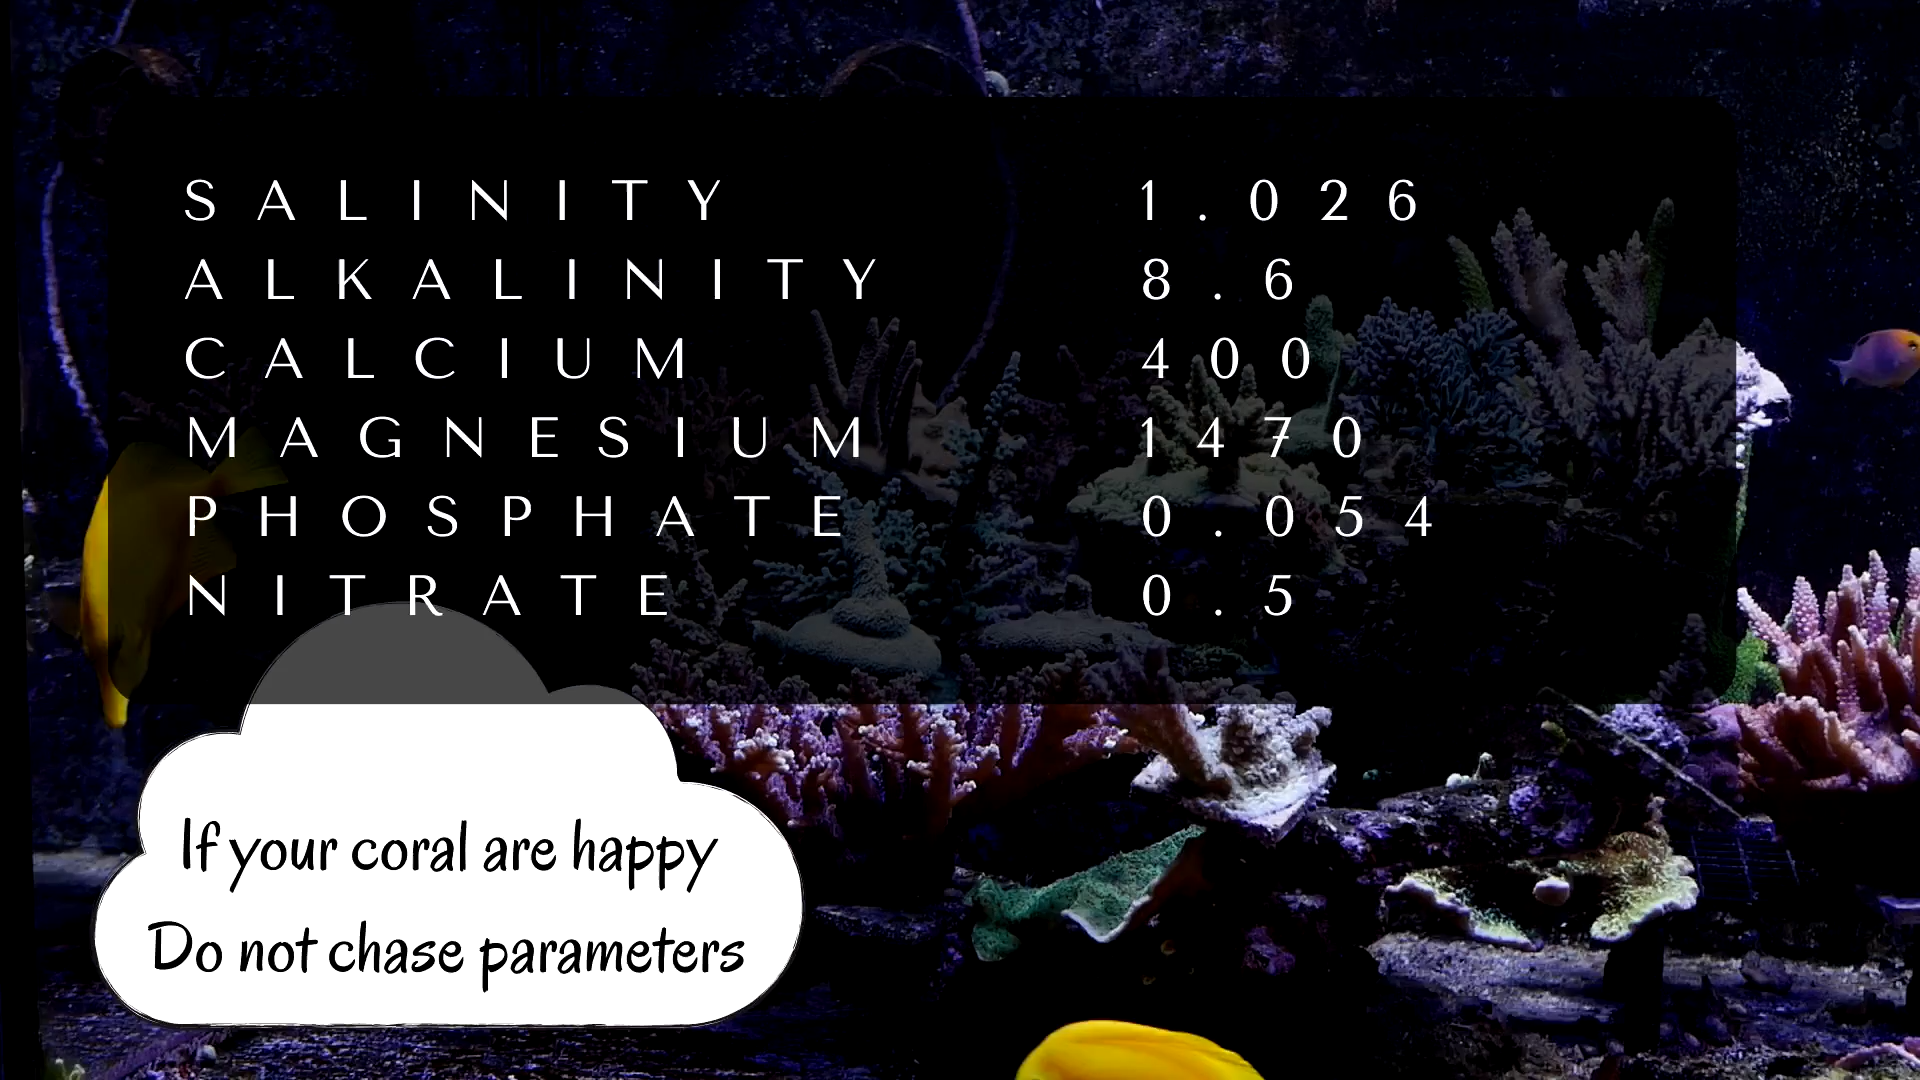 SALINITY 1.026
ALKALINITY 8.6
CALCIUM 400
MAGNESIUM 1470
PHOSPHATE 0.054
NITRATE 0.5
If your coral are happy
Do not chase parameters